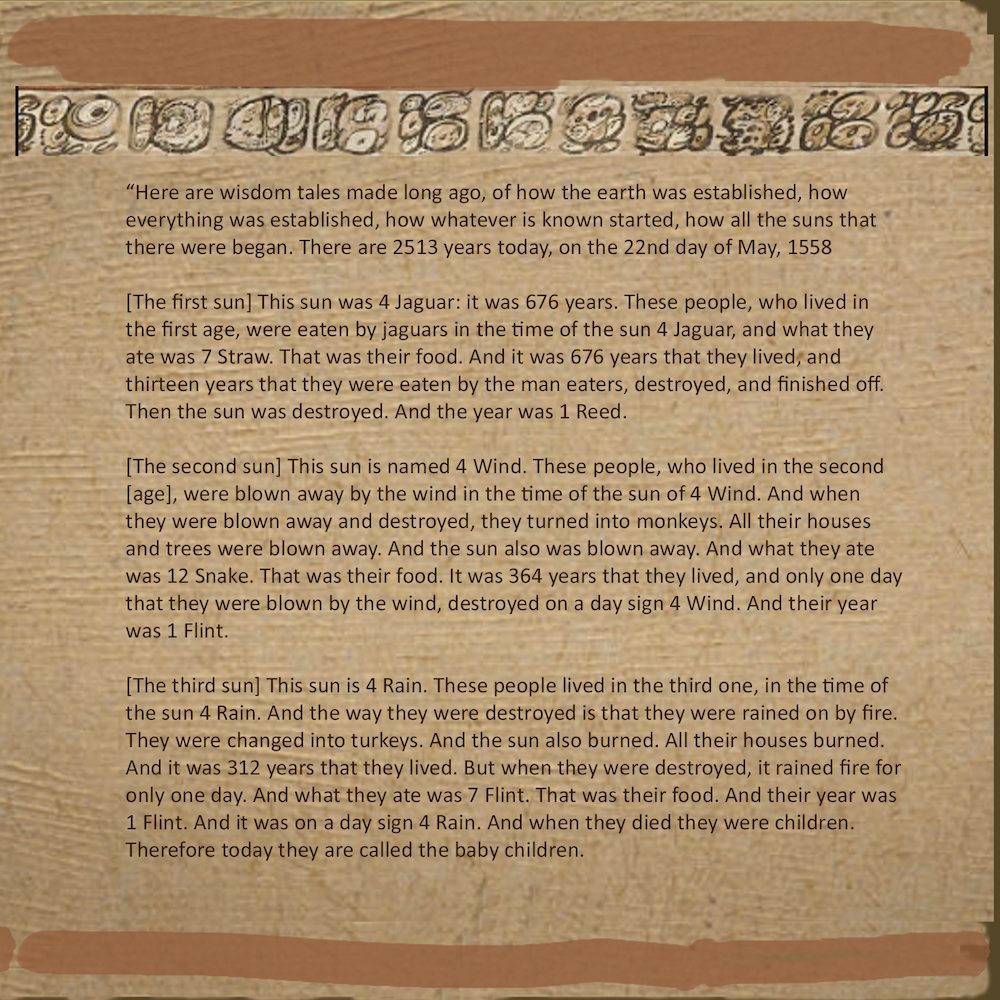 “Here are wisdom tales made long ago, of how the earth was established, how
everything was established, how whatever is known started, how all the suns that
there were began. There are 2513 years today, on the 22nd day of May, 1558
[The first sun] This sun was 4 Jaguar: it was 676 years. These people, who lived in
the first age, were eaten by jaguars in the time of the sun 4 Jaguar, and what they
ate was 7 Straw. That was their food. And it was 676 years that they lived, and
thirteen years that they were eaten by the man eaters, destroyed, and finished off.
Then the sun was destroyed. And the year was 1 Reed.
[The second sun] This sun is named 4 Wind. These people, who lived in the second
[age], were blown away by the wind in the time of the sun of 4 Wind. And when
they were blown away and destroyed, they turned into monkeys. All their houses
and trees were blown away. And the sun also was blown away. And what they ate
was 12 Snake. That was their food. It was 364 years that they lived, and only one day
that they were blown by the wind, destroyed on a day sign 4 Wind. And their year
was 1 Flint.
[The third sun] This sun is 4 Rain. These people lived in the third one, in the time of
the sun 4 Rain. And the way they were destroyed is that they were rained on by fire.
They were changed into turkeys. And the sun also burned. All their houses burned.
And it was 312 years that they lived. But when they were destroyed, it rained fire for
only one day. And what they ate was 7 Flint. That was their food. And their year was
1 Flint. And it was on a day sign 4 Rain. And when they died they were children.
Therefore today they are called the baby children.